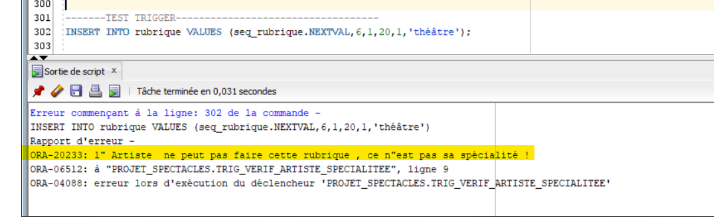 300
301 -------TEST TRIGGER-----------------------------------
302 INSERT INTO rubrique VALUES (seq_rubrique.NEXTVAL,6,1,20,1,'théâtre');
303
Sortie de script x
Tâche terminée en 0,031 secondes
Erreur commençant à la ligne: 302 de la commande -
INSERT INTO rubrique VALUES (seq_rubrique.NEXTVAL,6,1,20,1,'théâtre')
Rapport d'erreur -
ORA-20233: l" Artiste  ne peut pas faire cette rubrique , ce n"est pas sa spécialité !
ORA-06512: à "PROJET_SPECTACLES.TRIG_VERIF_ARTISTE_SPECIALITEE", ligne 9
ORA-04088: erreur lors d'exécution du déclencheur 'PROJET_SPECTACLES.TRIG_VERIF_ARTISTE_SPECIALITEE'